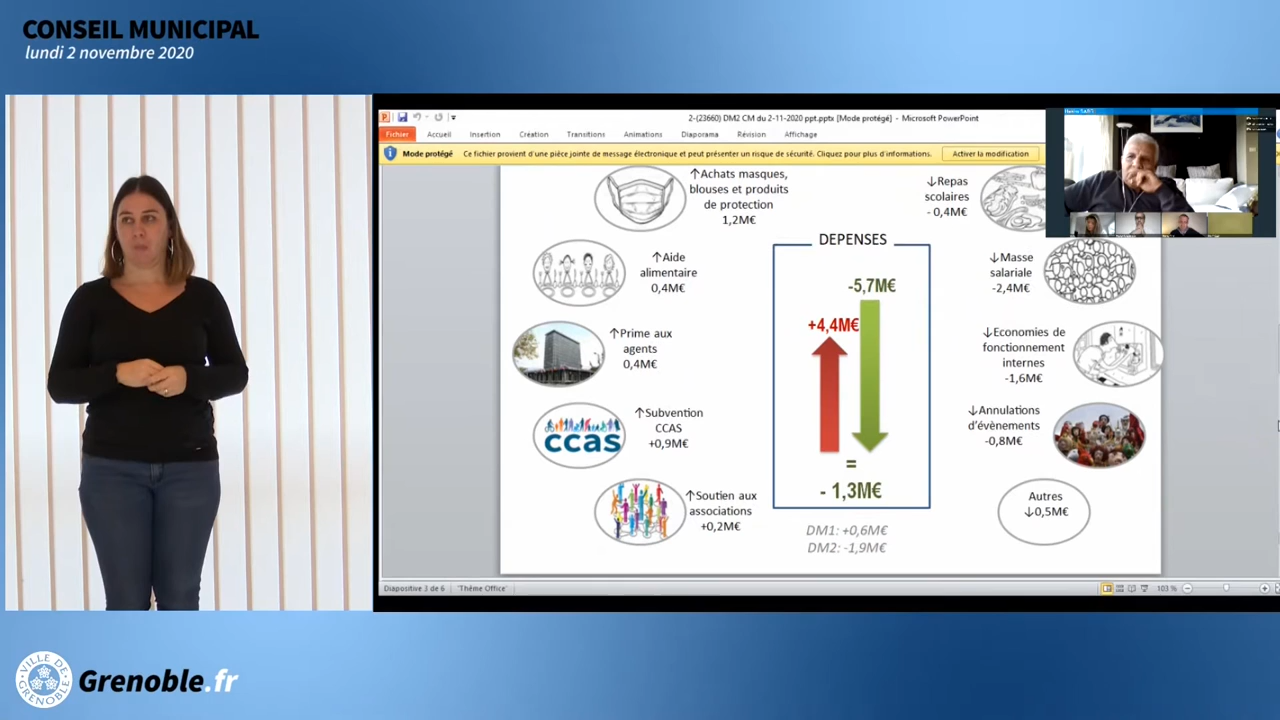 CONSEIL MUNICIPAL
lundi 2 novembre 2020
2-(23660) DM2 CM du 2-11-2020 ppt.pptx [Mode protégé] - Microsoft PowerPoint
Fichier Accueil Insertion Création Transitions Animations Diaporama Révision Affichage
Mode protégé Ce fichier provient d'une pièce jointe de message électronique et peut présenter un risque de sécurité. Cliquez pour plus d'informations. Activer la modification
↑Achats masques,
blouses et produits
de protection
1,2M€
↑Aide
alimentaire
0,4M€
↑Prime aux
agents
0,4M€
ccas
↑Subvention
CCAS
+0,9M€
↑Soutien aux
associations
+0,2M€
DEPENSES
-5,7M€
+4,4M€
=
- 1,3M€
DM1: +0,6M€
DM2: -1,9M€
↓Repas
scolaires
- 0,4M€
↓Masse
salariale
-2,4M€
↓Economies de
fonctionnement
internes
-1,6M€
↓Annulations
d'évènements
-0,8M€
Autres
↓0,5M€
Diapositive 3 de 6 "Thème Office" 103 %
VILLE DE GRENOBLE
Grenoble.fr